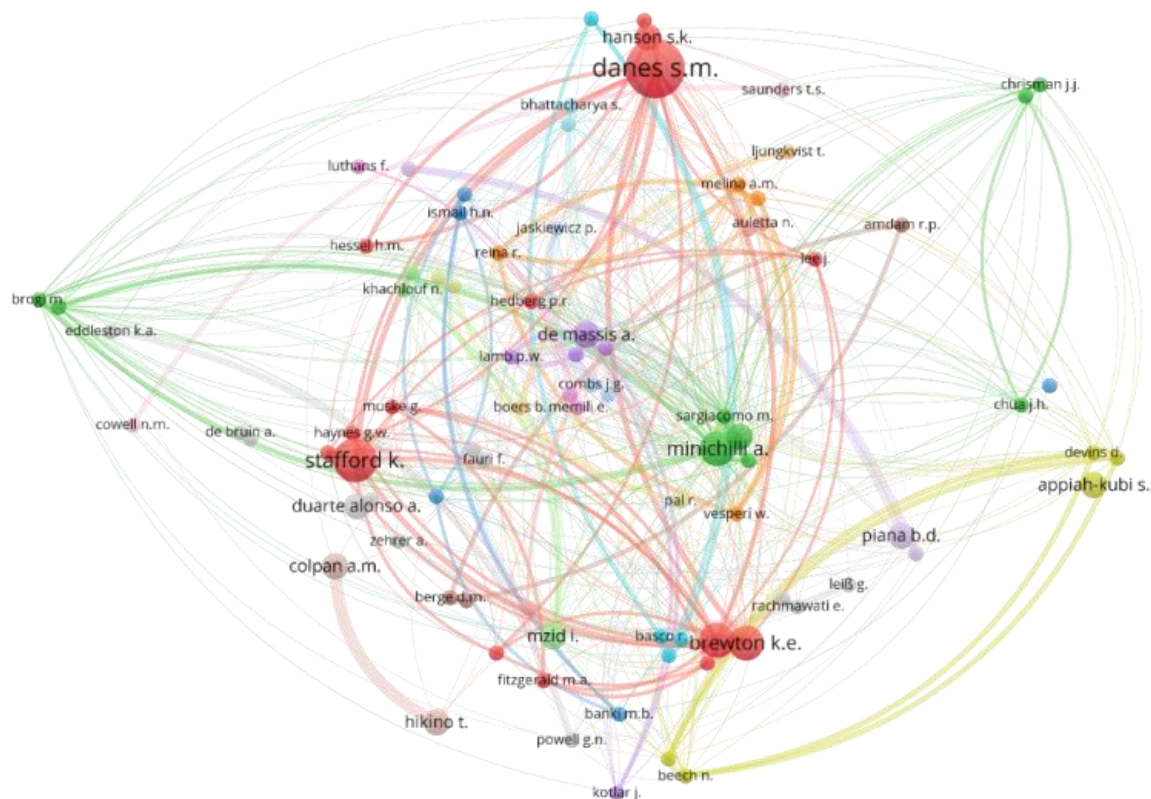 hanson s.k.
danes s.m.
chrisman j.j.
saunders t.s.
bhattacharya s.
ljungkvist t.
luthans f.
melina a.m.
ismail h.n.
auletta n.
amdam r.p.
jaskiewicz p.
hessel h.m.
reina r.
lee j.
khachlouf n.
brogi m.
hedberg p.r.
eddleston k.a.
de massis a.
lamb p.w.
combs j.g.
muske g.
boers b.
memili e.
chua j.h.
sargiacomo m.
cowell n.m.
de bruin a.
haynes g.w.
minichilli a.
devins d.
stafford k.
fauri f.
appiah-kubi s.
pal r.
duarte alonso a.
vesperi w.
zehrer a.
piana b.d.
colpan a.m.
leiß g.
berge d.m.
rachmawati e.
mzid i.
basco r.
brewton k.e.
fitzgerald m.a.
banki m.b.
hikino t.
powell g.n.
beech n.
kotlar j.